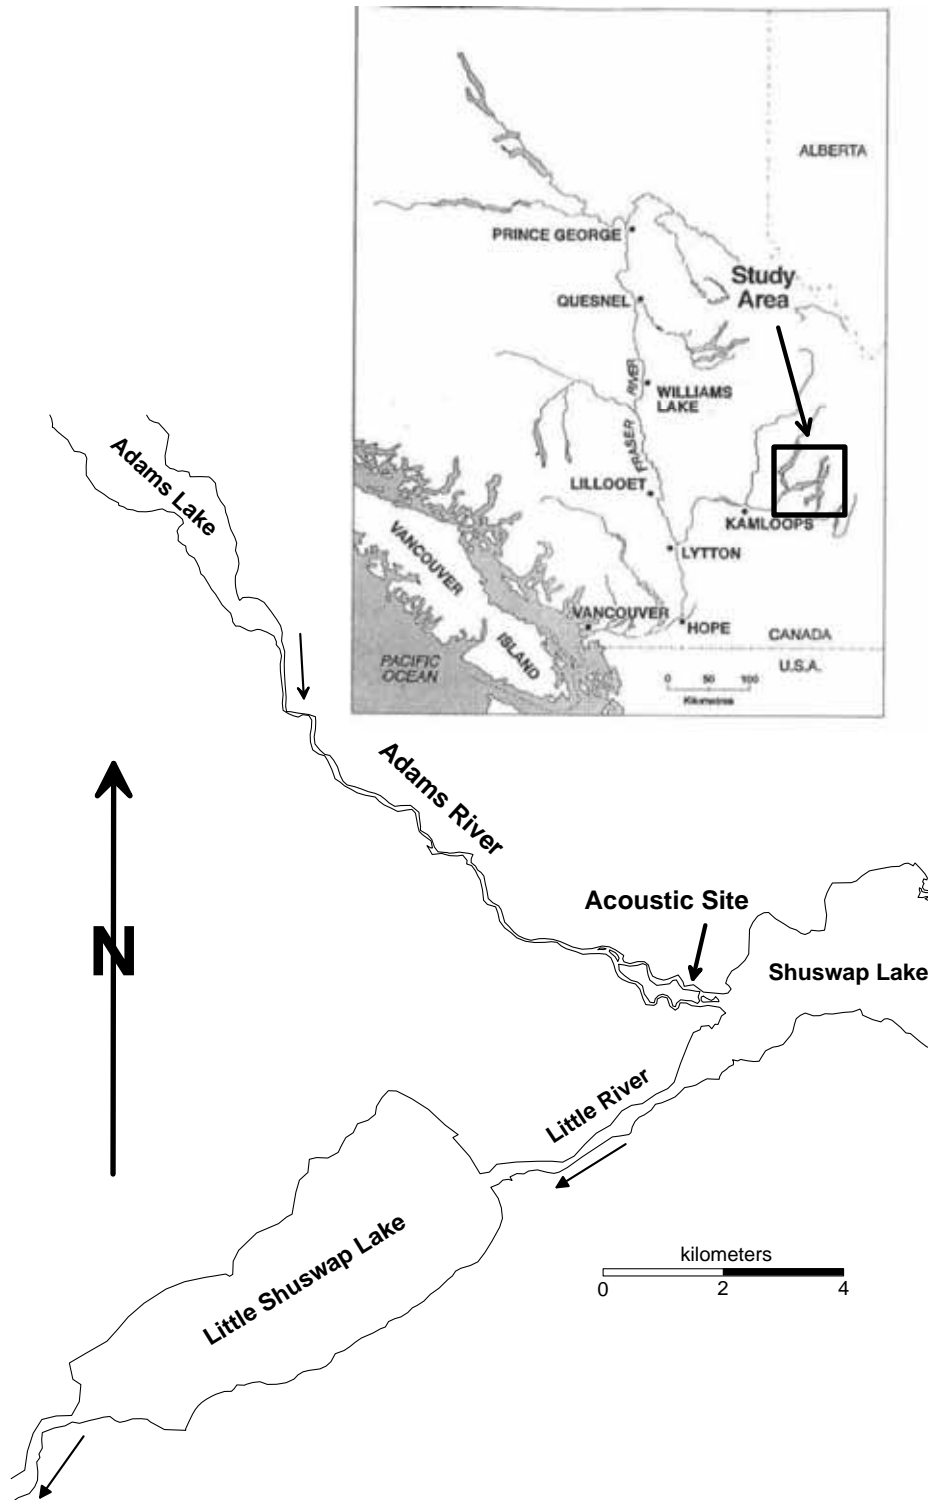 ALBERTA
PRINCE GEORGE
Study
Area
QUESNEL
RIVER
WILLIAMS
LAKE
FRASER
LILLOOET
KAMLOOPS
LYTTON
VANCOUVER
ISLAND
VANCOUVER
HOPE
CANADA
U.S.A.
PACIFIC
OCEAN
0 50 100
Kilometres
Adams Lake
Adams River
N
Acoustic Site
Shuswap Lake
Little River
Little Shuswap Lake
kilometers
0 2 4